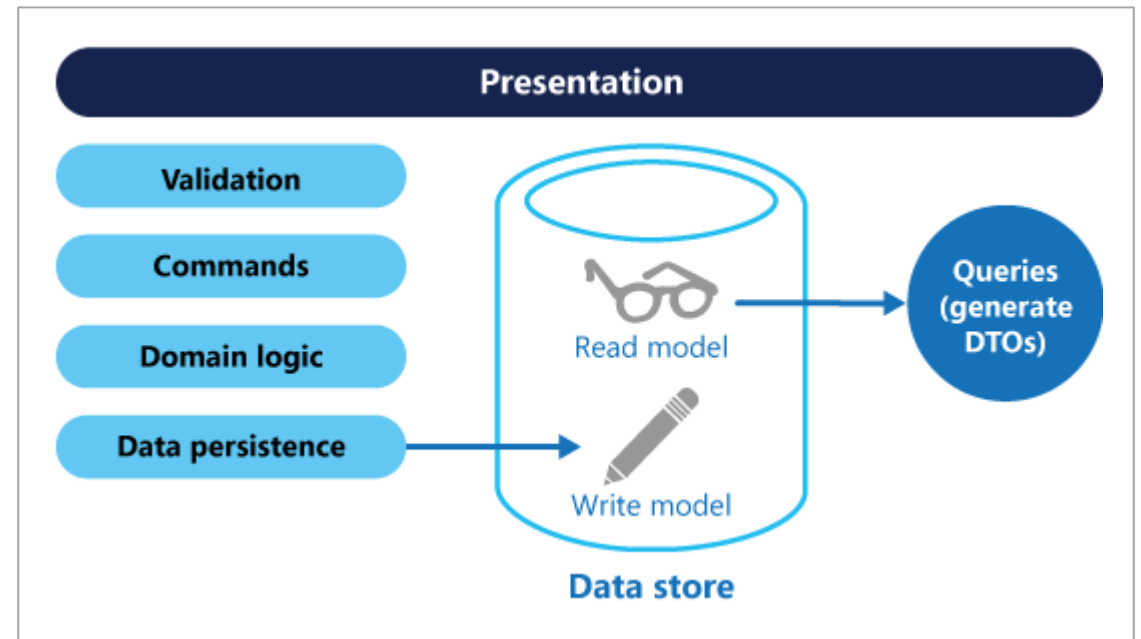 Presentation
Validation
Commands
Domain logic
Data persistence
Read model
Write model
Data store
Queries
(generate
DTOs)